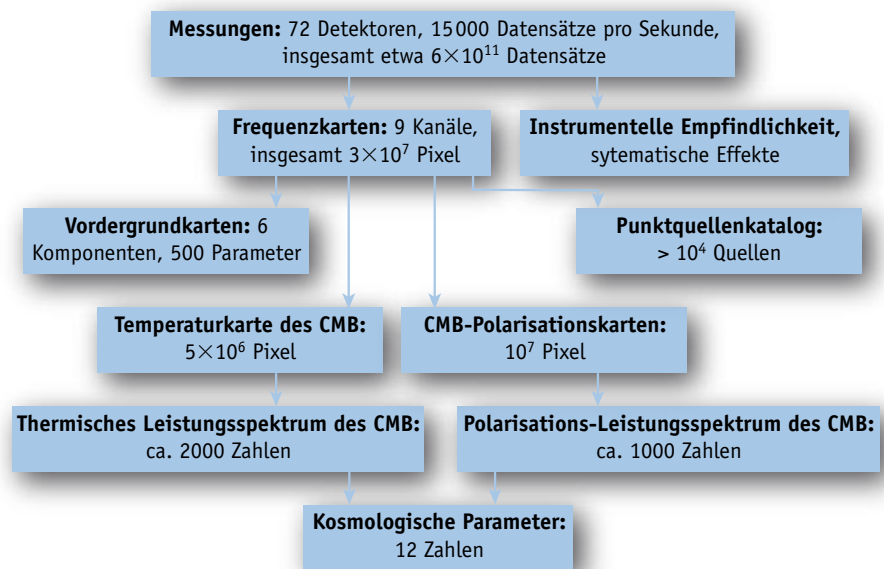 Messungen: 72 Detektoren, 15 000 Datensätze pro Sekunde,
insgesamt etwa 6×10¹¹ Datensätze
Frequenzkarten: 9 Kanäle,
insgesamt 3×10⁷ Pixel
Instrumentelle Empfindlichkeit,
sytematische Effekte
Vordergrundkarten: 6
Komponenten, 500 Parameter
Punktquellenkatalog:
> 10⁴ Quellen
Temperaturkarte des CMB:
5×10⁶ Pixel
CMB-Polarisationskarten:
10⁷ Pixel
Thermisches Leistungsspektrum des CMB:
ca. 2000 Zahlen
Polarisations-Leistungsspektrum des CMB:
ca. 1000 Zahlen
Kosmologische Parameter:
12 Zahlen